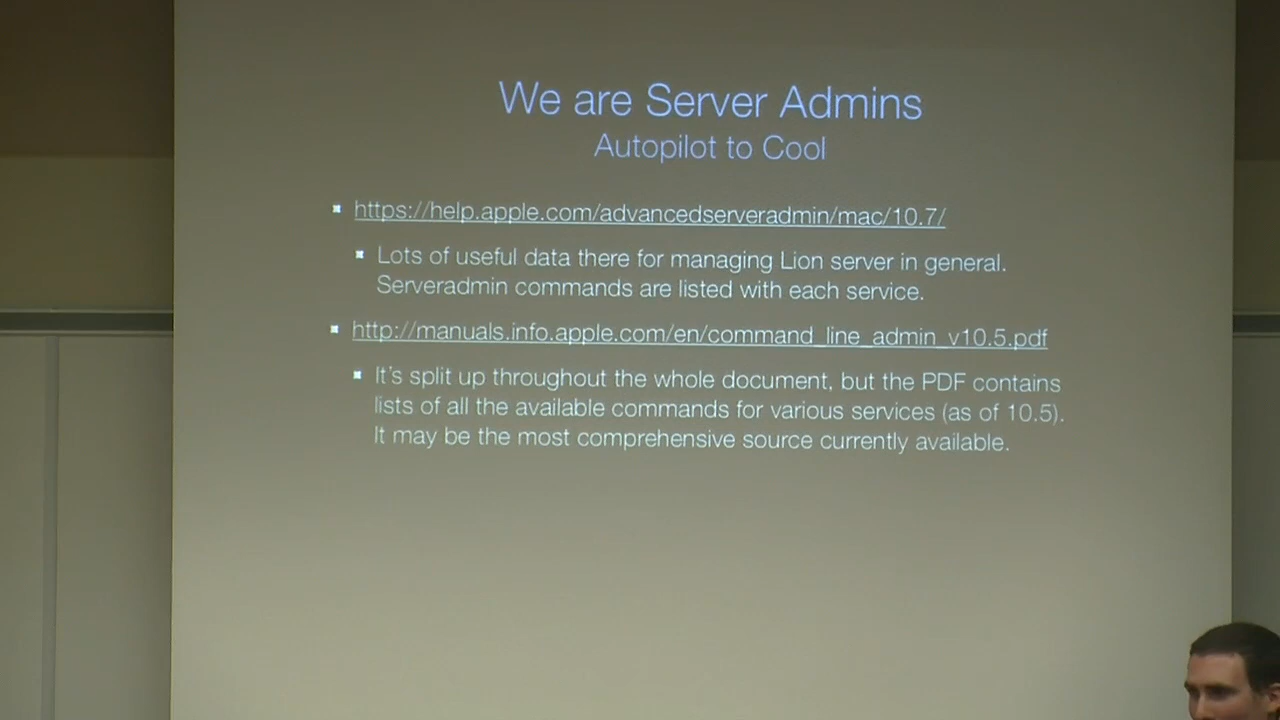 We are Server Admins
Autopilot to Cool
https://help.apple.com/advancedserveradmin/mac/10.7/
Lots of useful data there for managing Lion server in general.
Serveradmin commands are listed with each service.
http://manuals.info.apple.com/en/command_line_admin_v10.5.pdf
It's split up throughout the whole document, but the PDF contains
lists of all the available commands for various services (as of 10.5).
It may be the most comprehensive source currently available.